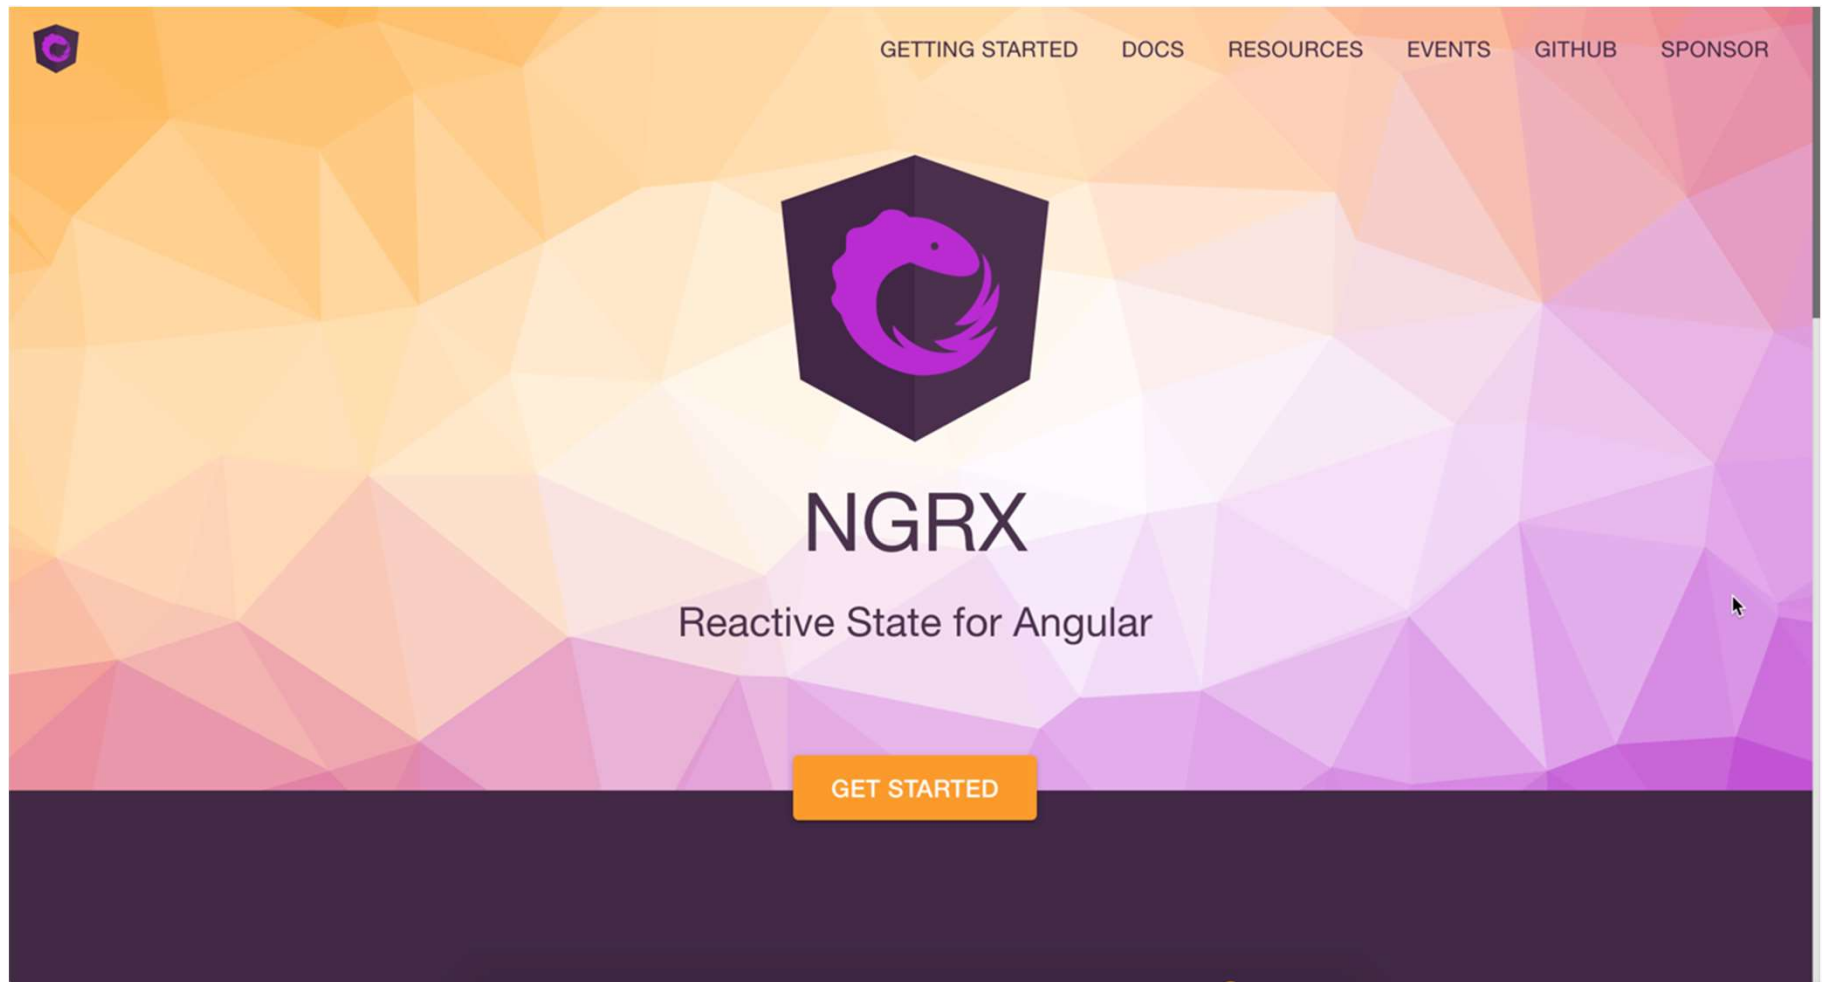 GETTING STARTED DOCS RESOURCES EVENTS GITHUB SPONSOR
NGRX
Reactive State for Angular
GET STARTED